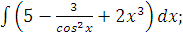 ∫ (5 − 3/cos²x + 2x³) dx;